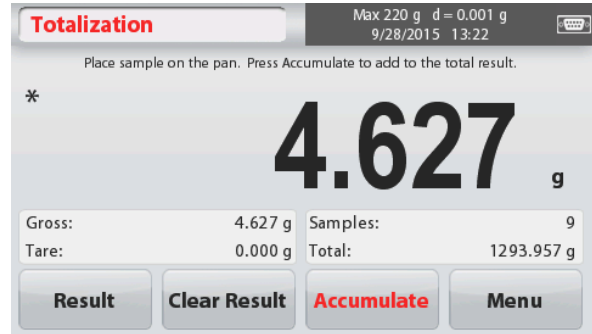 Totalization
Max 220 g d = 0.001 g
9/28/2015 13:22
Place sample on the pan. Press Accumulate to add to the total result.
*
4.627 g
Gross: 4.627 g Samples: 9
Tare: 0.000 g Total: 1293.957 g
Result Clear Result Accumulate Menu